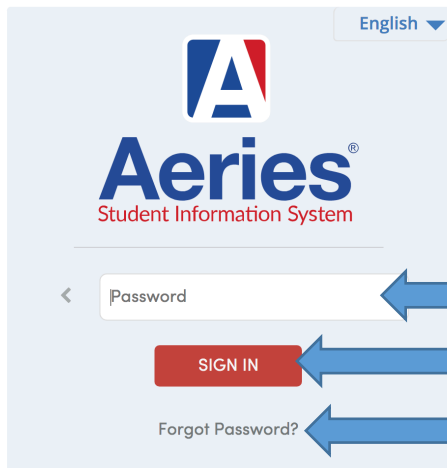 English
A
Aeries®
Student Information System
Password
SIGN IN
Forgot Password?